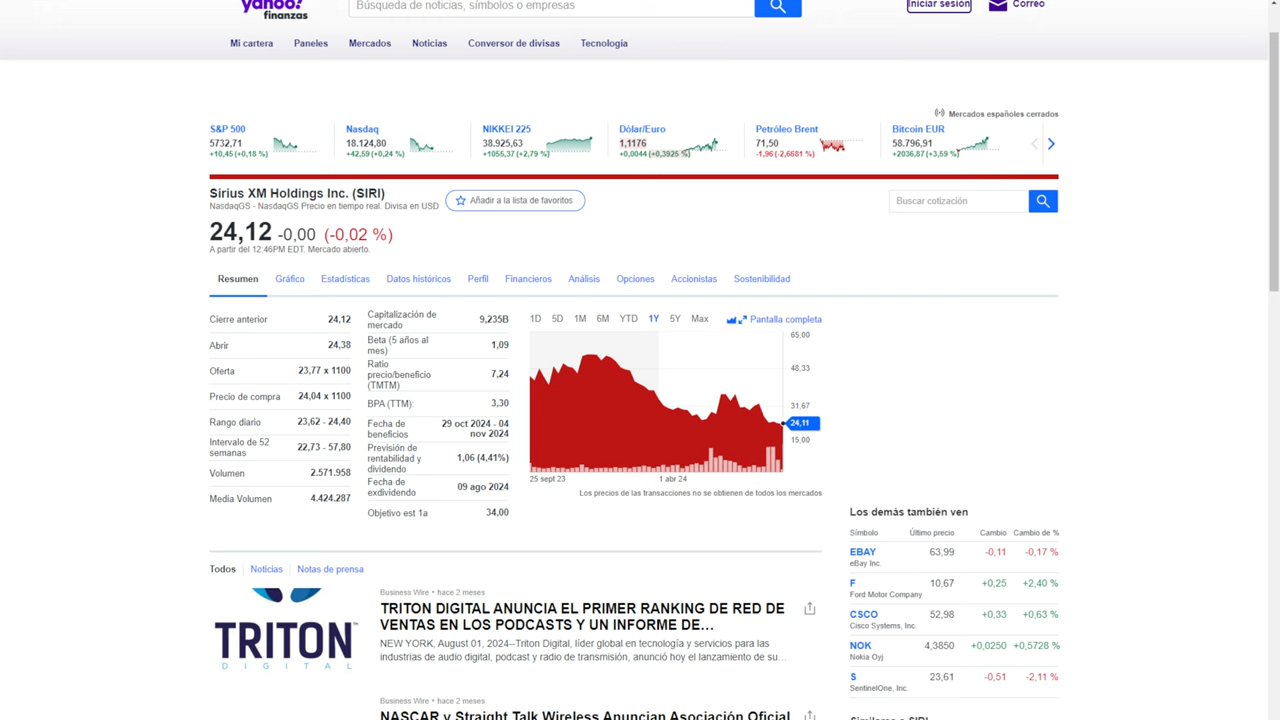 yahoo!
finanzas
Búsqueda de noticias, símbolos o empresas
Iniciar sesión
Correo
Mi cartera
Paneles
Mercados
Noticias
Conversor de divisas
Tecnología
Mercados españoles cerrados
S&P 500
5732,71
+10,45 (+0,18 %)
Nasdaq
18.124,80
+42,59 (+0,24 %)
NIKKEI 225
38.925,63
+1055,37 (+2,79 %)
Dólar/Euro
1,1176
+0,0044 (+0,3925 %)
Petróleo Brent
71,50
-1,96 (-2,6681 %)
Bitcoin EUR
58.796,91
+2036,87 (+3,59 %)
Sirius XM Holdings Inc. (SIRI)
NasdaqGS - NasdaqGS Precio en tiempo real. Divisa en USD
Añadir a la lista de favoritos
Buscar cotización
24,12 -0,00 (-0,02 %)
A partir del 12:46PM EDT. Mercado abierto.
Resumen
Gráfico
Estadísticas
Datos históricos
Perfil
Financieros
Análisis
Opciones
Accionistas
Sostenibilidad
Cierre anterior 24,12
Abrir 24,38
Oferta 23,77 x 1100
Precio de compra 24,04 x 1100
Rango diario 23,62 - 24,40
Intervalo de 52
semanas 22,73 - 57,80
Volumen 2.571.958
Media Volumen 4.424.287
Capitalización de
mercado 9,235B
Beta (5 años al
mes) 1,09
Ratio
precio/beneficio
(TMTM) 7,24
BPA (TTM): 3,30
Fecha de
beneficios 29 oct 2024 - 04
nov 2024
Previsión de
rentabilidad y
dividendo 1,06 (4,41%)
Fecha de
exdividendo 09 ago 2024
Objetivo est 1a 34,00
1D 5D 1M 6M YTD 1Y 5Y Max
Pantalla completa
65,00
48,33
31,67
24,11
15,00
25 sept 23
1 abr 24
Los precios de las transacciones no se obtienen de todos los mercados
Todos
Noticias
Notas de prensa
TRITON
DIGITAL
Business Wire • hace 2 meses
TRITON DIGITAL ANUNCIA EL PRIMER RANKING DE RED DE
VENTAS EN LOS PODCASTS Y UN INFORME DE...
NEW YORK, August 01, 2024--Triton Digital, líder global en tecnología y servicios para las
industrias de audio digital, podcast y radio de transmisión, anunció hoy el lanzamiento de su...
Business Wire • hace 2 meses
NASCAR y Straight Talk Wireless Anuncian Asociación Oficial
Los demás también ven
Símbolo Último precio Cambio Cambio de %
EBAY 63,99 -0,11 -0,17 %
eBay Inc.
F 10,67 +0,25 +2,40 %
Ford Motor Company
CSCO 52,98 +0,33 +0,63 %
Cisco Systems, Inc.
NOK 4,3850 +0,0250 +0,5728 %
Nokia Oyj
S 23,61 -0,51 -2,11 %
SentinelOne, Inc.
Similares a SIRI